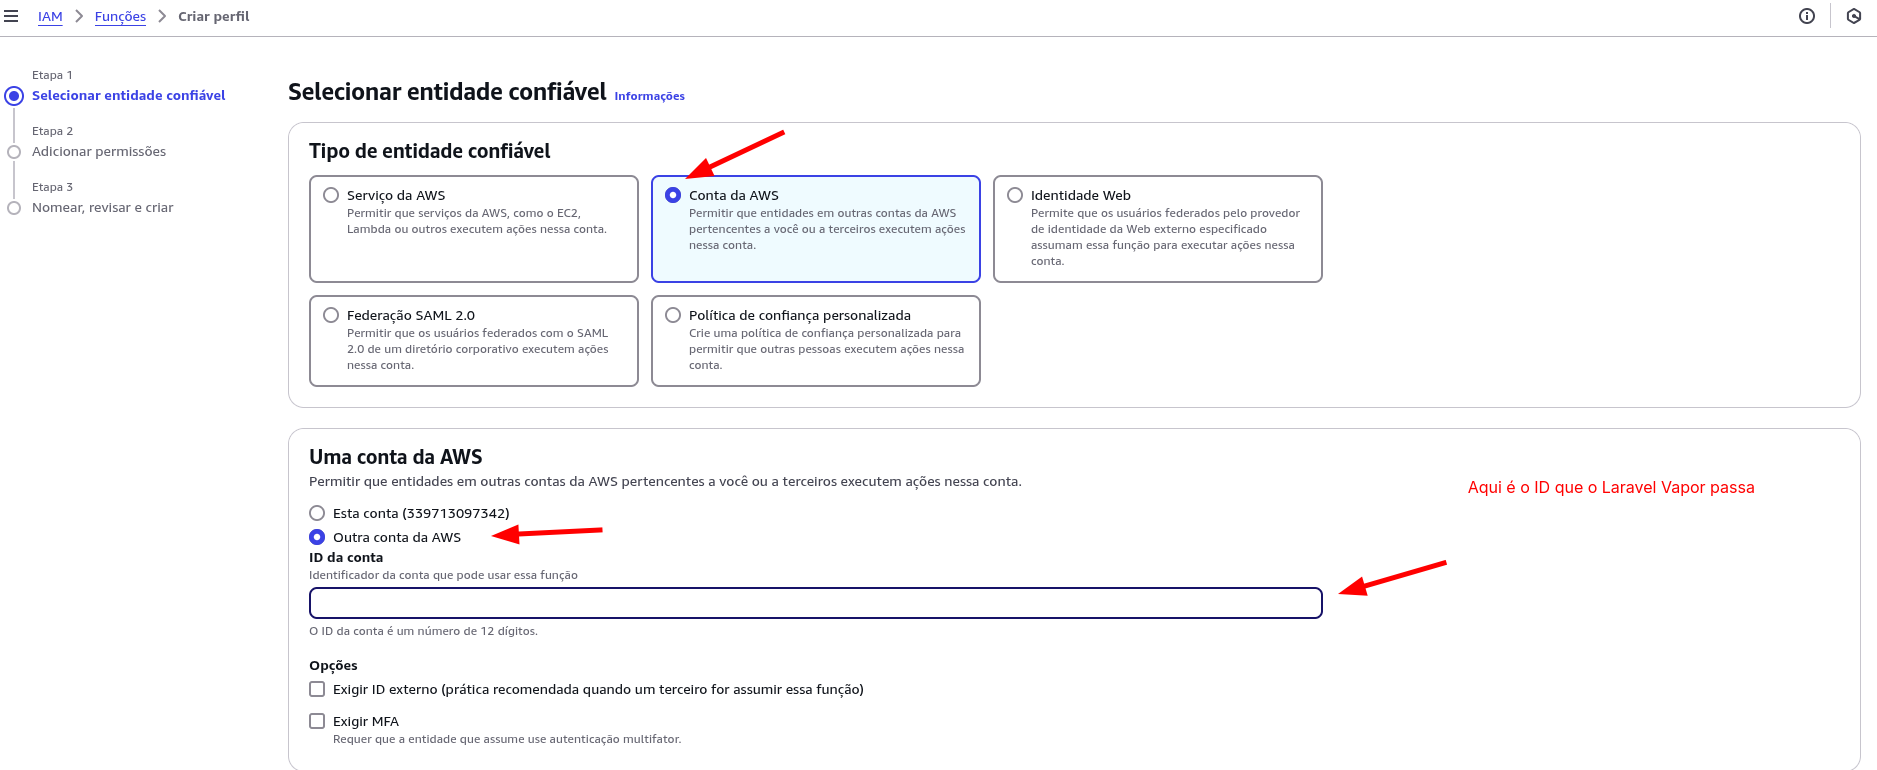 IAM > Funções > Criar perfil
Etapa 1
Selecionar entidade confiável
Etapa 2
Adicionar permissões
Etapa 3
Nomear, revisar e criar
Selecionar entidade confiável Informações
Tipo de entidade confiável
Serviço da AWS
Permitir que serviços da AWS, como o EC2,
Lambda ou outros executem ações nessa conta.
Conta da AWS
Permitir que entidades em outras contas da AWS
pertencentes a você ou a terceiros executem ações
nessa conta.
Identidade Web
Permite que os usuários federados pelo provedor
de identidade da Web externo especificado
assumam essa função para executar ações nessa
conta.
Federação SAML 2.0
Permitir que os usuários federados com o SAML
2.0 de um diretório corporativo executem ações
nessa conta.
Política de confiança personalizada
Crie uma política de confiança personalizada para
permitir que outras pessoas executem ações nessa
conta.
Uma conta da AWS
Permitir que entidades em outras contas da AWS pertencentes a você ou a terceiros executem ações nessa conta.
Aqui é o ID que o Laravel Vapor passa
Esta conta (339713097342)
Outra conta da AWS
ID da conta
Identificador da conta que pode usar essa função
O ID da conta é um número de 12 dígitos.
Opções
Exigir ID externo (prática recomendada quando um terceiro for assumir essa função)
Exigir MFA
Requer que a entidade que assume use autenticação multifator.